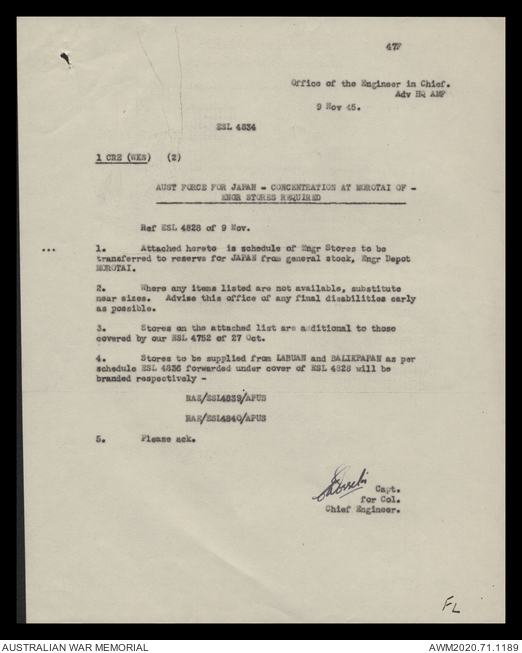 47F
Office of the Engineer in Chief.
Adv HQ AMF
9 Nov 45.
ESL 4834
1 CRE (WKS) (2)
AUST FORCE FOR JAPAN - CONCENTRATION AT MOROTAI OF -
ENGR STORES REQUIRED
Ref ESL 4828 of 9 Nov.
... 1. Attached hereto is schedule of Engr Stores to be
transferred to reserve for JAPAN from general stock, Engr Depot
MOROTAI.
2. Where any items listed are not available, substitute
near sizes. Advise this office of any final disabilities early
as possible.
3. Stores on the attached list are additional to those
covered by our ESL 4752 of 27 Oct.
4. Stores to be supplied from LABUAN and BALIKPAPAN as per
schedule ESL 4836 forwarded under cover of ESL 4828 will be
branded respectively -
RAE/ESL4839/APUS
RAE/ESL4840/APUS
5. Please ack.
Capt.
for Col.
Chief Engineer.
FL
AUSTRALIAN WAR MEMORIAL AWM2020.71.1189